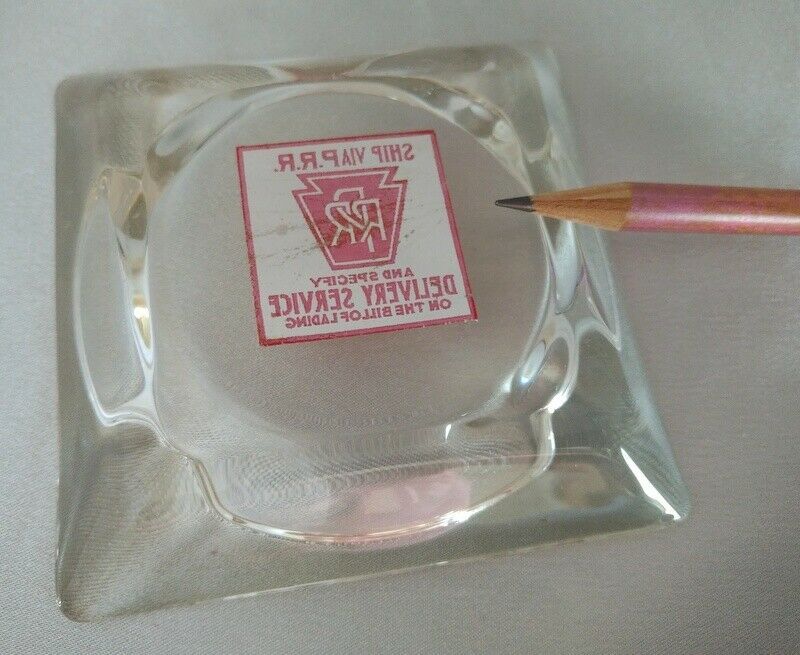 SHIP VIA P.R.R.
PRR
AND SPECIFY
DELIVERY SERVICE
ON THE BILL OF LADING